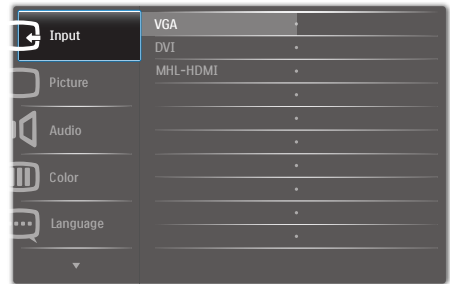 Input
Picture
Audio
Color
Language
VGA
DVI
MHL-HDMI